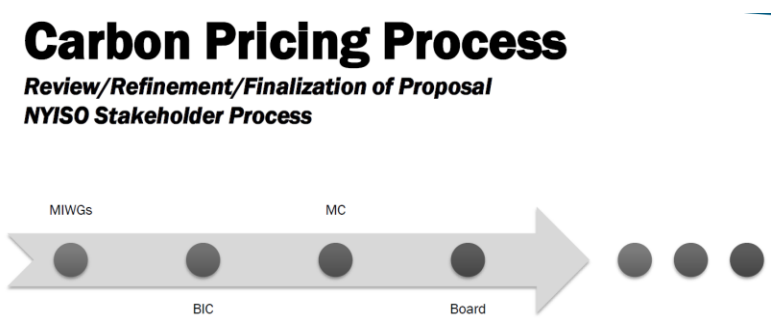 Carbon Pricing Process
Review/Refinement/Finalization of Proposal
NYISO Stakeholder Process
MIWGs
MC
BIC
Board